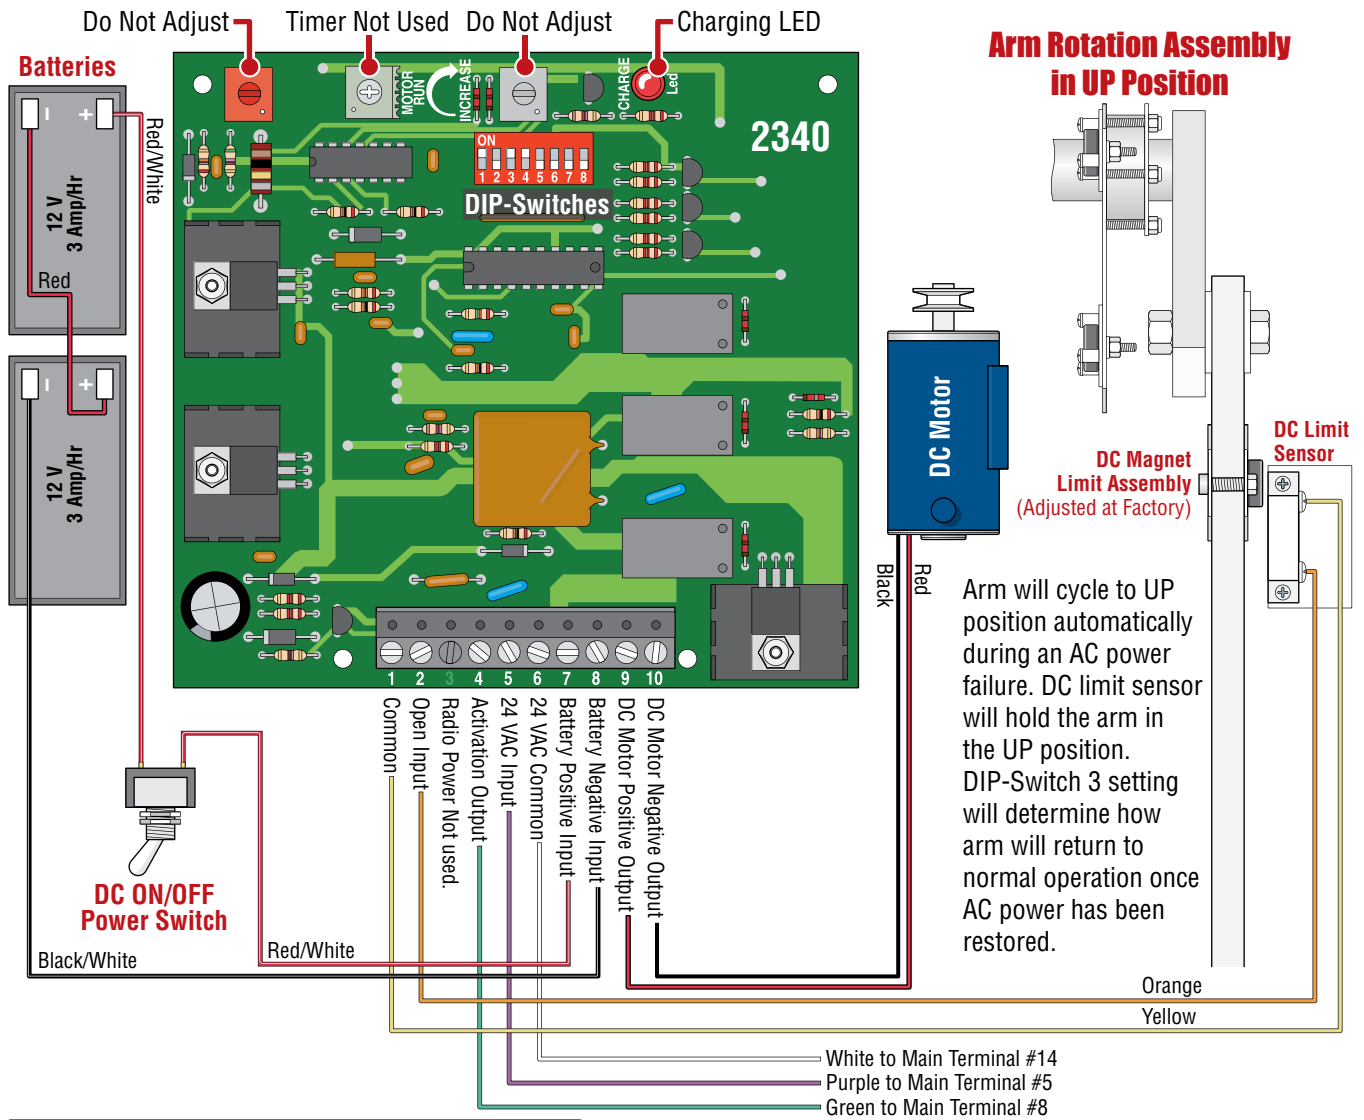 Do Not Adjust
Timer Not Used
Do Not Adjust
Charging LED
Arm Rotation Assembly
in UP Position
Batteries
Red/White
12 V
3 Amp/Hr
Red
12 V
3 Amp/Hr
MOTOR
RUN
INCREASE
CHARGE
Led
2340
ON
1 2 3 4 5 6 7 8
DIP-Switches
DC Motor
DC Magnet
Limit Assembly
(Adjusted at Factory)
DC Limit
Sensor
Black
Red
Arm will cycle to UP
position automatically
during an AC power
failure. DC limit sensor
will hold the arm in
the UP position.
DIP-Switch 3 setting
will determine how
arm will return to
normal operation once
AC power has been
restored.
1 2 3 4 5 6 7 8 9 10
Common
Open Input
Radio Power Not used.
Activation Output
24 VAC Input
24 VAC Common
Battery Positive Input
Battery Negative Input
DC Motor Positive Output
DC Motor Negative Output
DC ON/OFF
Power Switch
Black/White
Red/White
Orange
Yellow
White to Main Terminal #14
Purple to Main Terminal #5
Green to Main Terminal #8